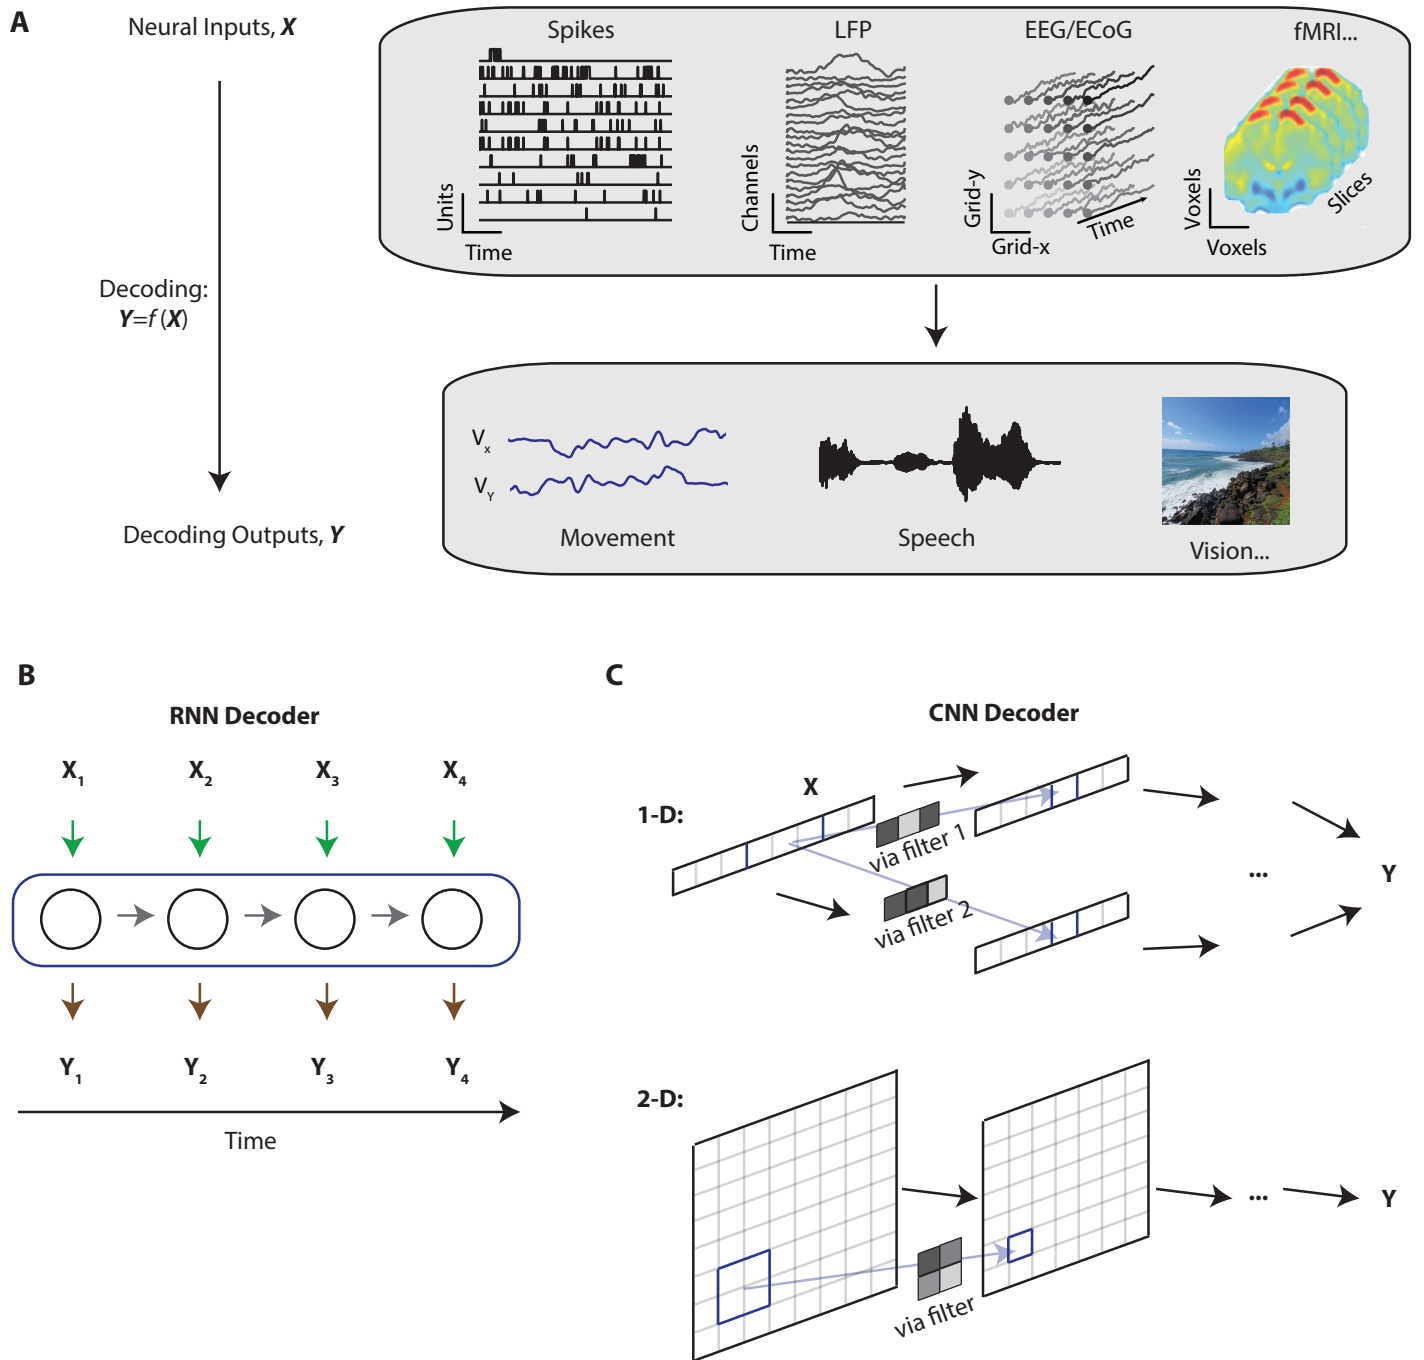 A
Neural Inputs, X
Decoding:
Y=f (X)
Decoding Outputs, Y
Spikes
Units
Time
LFP
Channels
Time
EEG/ECoG
Grid-y
Grid-x
Time
fMRI...
Voxels
Voxels
Slices
Vx
VY
Movement
Speech
Vision...
B
RNN Decoder
X1 X2 X3 X4
Y1 Y2 Y3 Y4
Time
C
CNN Decoder
1-D:
X
via filter 1
via filter 2
...
Y
2-D:
via filter
...
Y